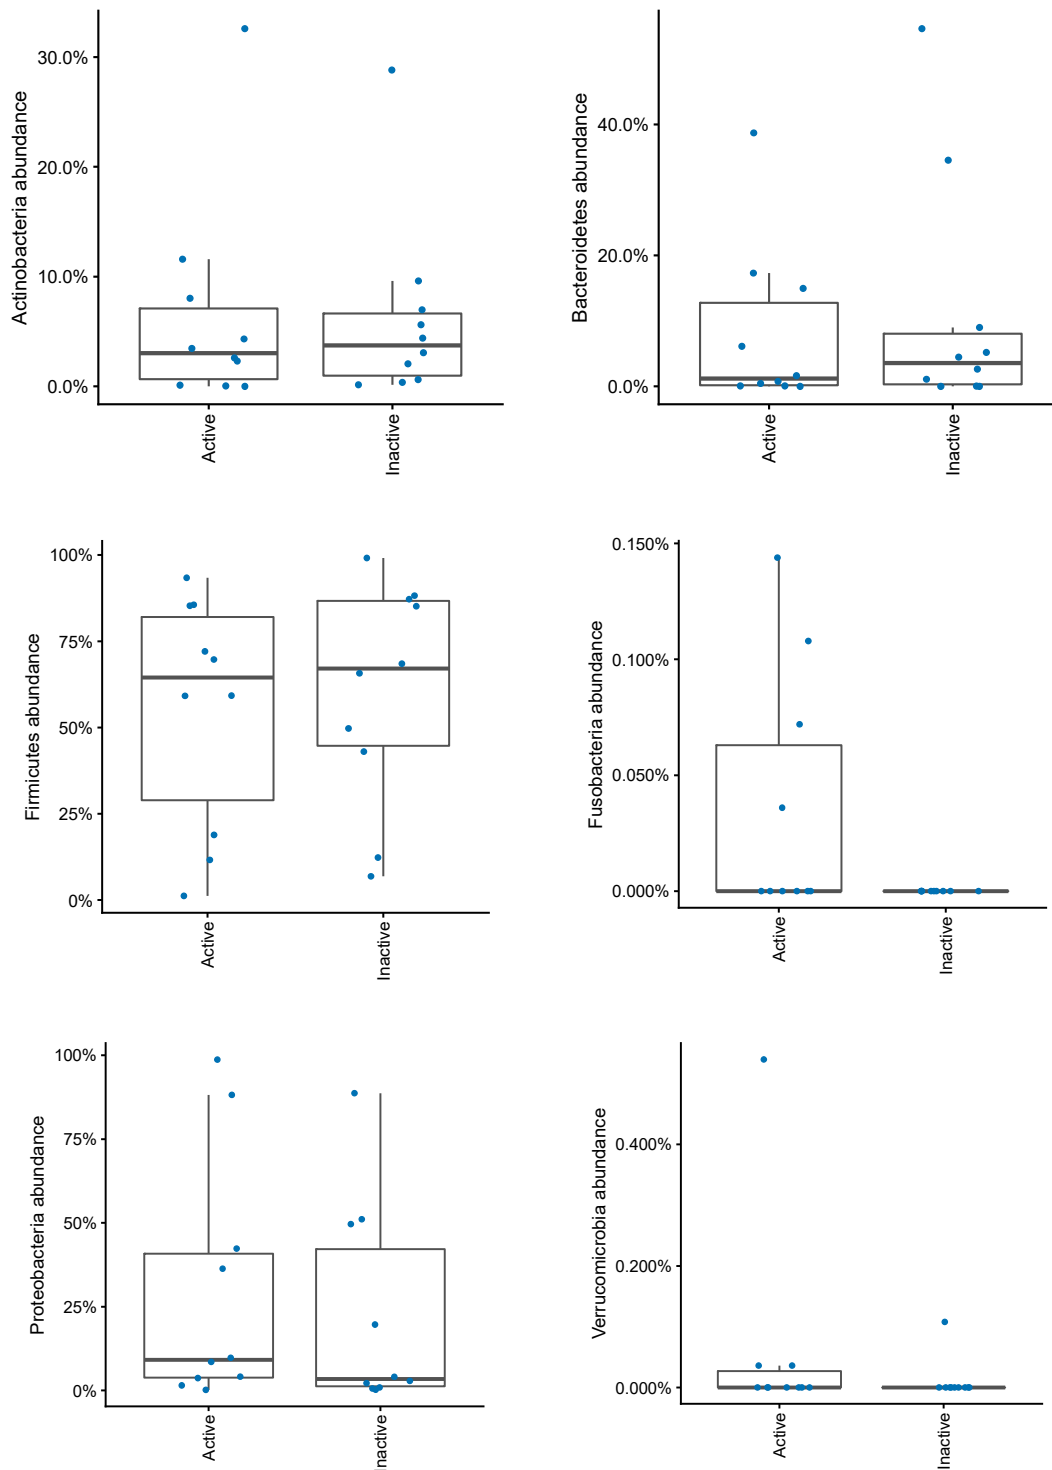 Actinobacteria abundance
30.0%
20.0%
10.0%
0.0%
Active
Inactive
Bacteroidetes abundance
40.0%
20.0%
0.0%
Active
Inactive
Firmicutes abundance
100%
75%
50%
25%
0%
Active
Inactive
Fusobacteria abundance
0.150%
0.100%
0.050%
0.000%
Active
Inactive
Proteobacteria abundance
100%
75%
50%
25%
0%
Active
Inactive
Verrucomicrobia abundance
0.400%
0.200%
0.000%
Active
Inactive